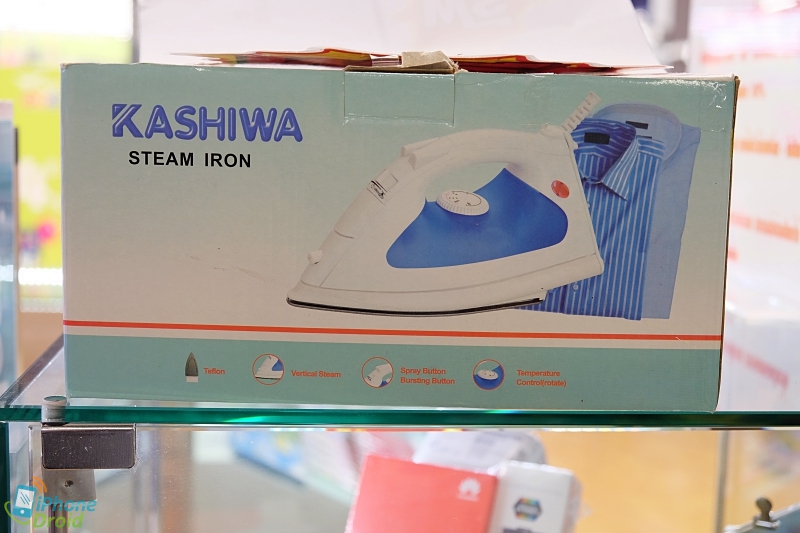 KASHIWA
STEAM IRON
Teflon
Vertical Steam
Spray Button
Bursting Button
Temperature
Control(rotate)
iPhone
Droid